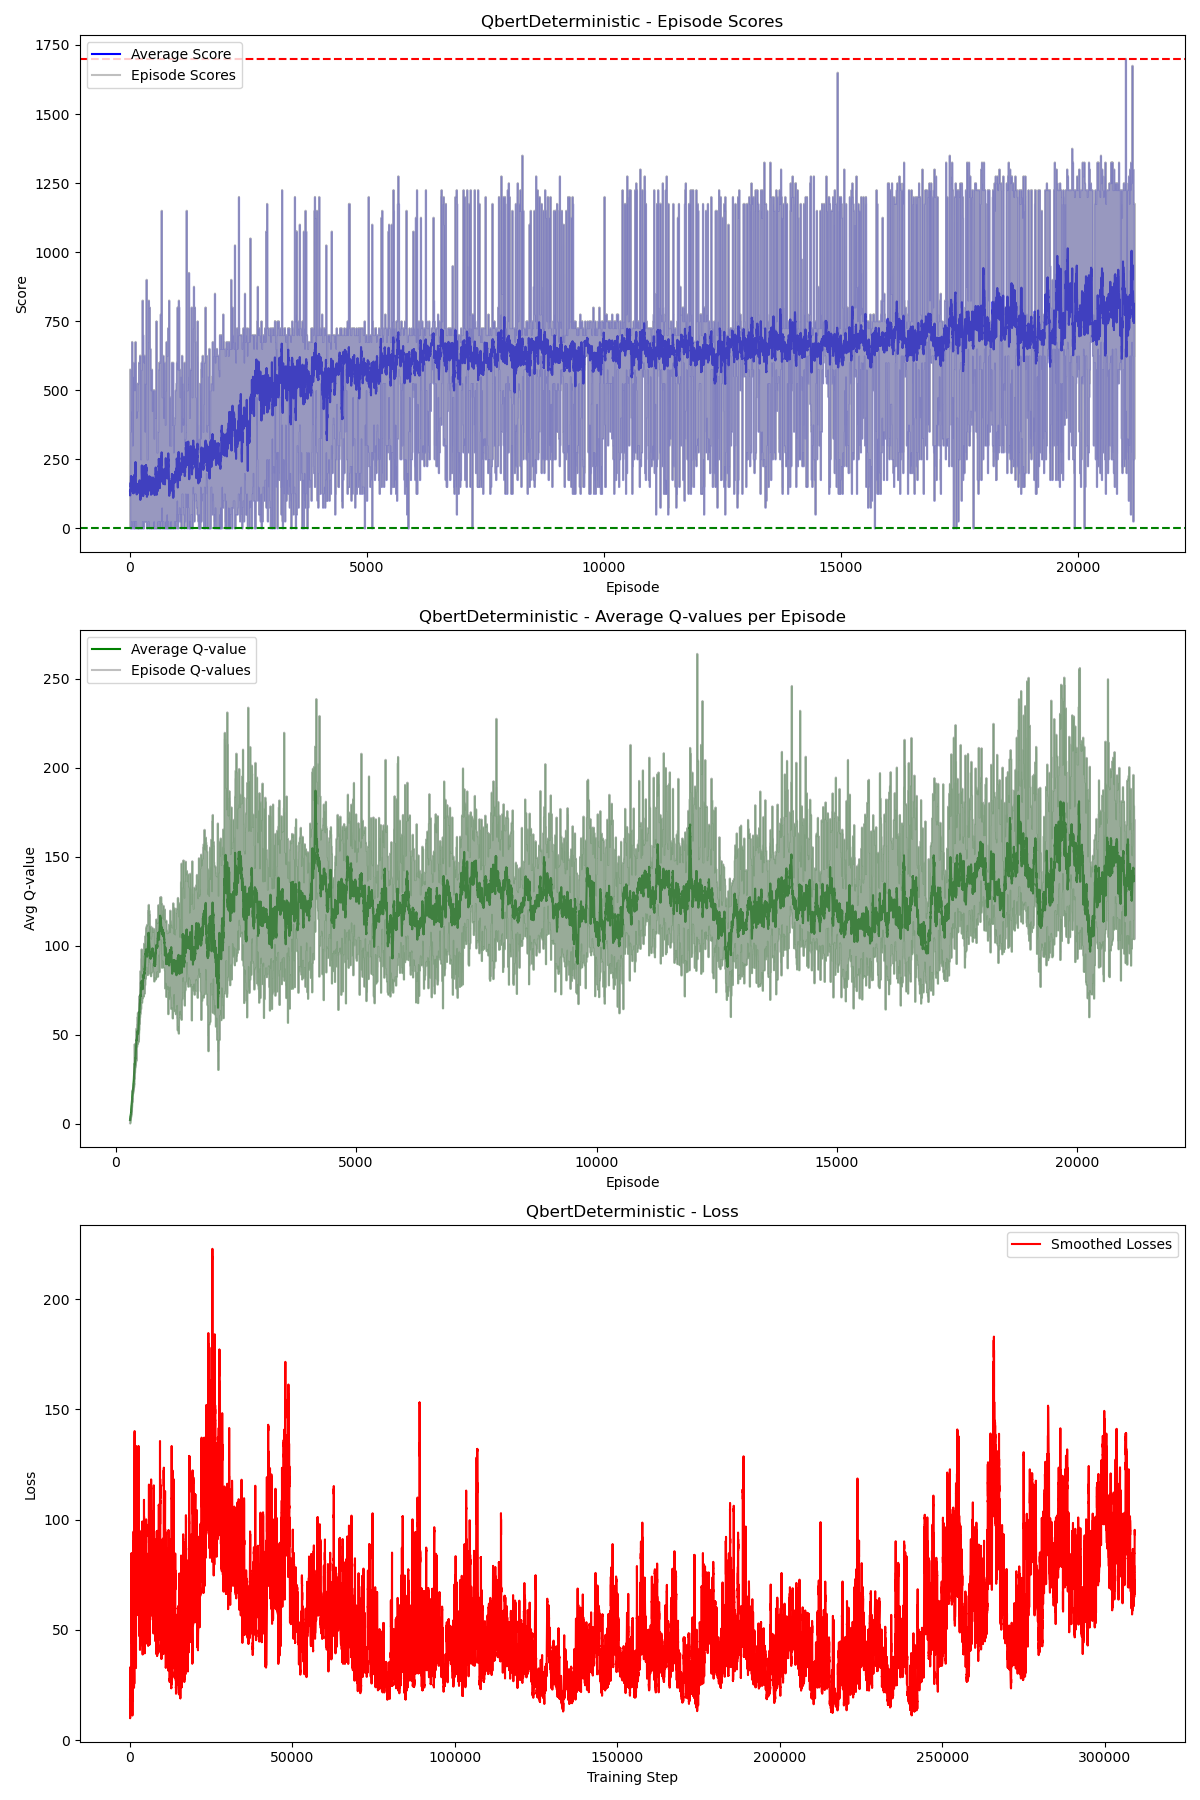 QbertDeterministic - Episode Scores
Average Score
Episode Scores
1750
1500
1250
1000
750
500
250
0
Score
0 5000 10000 15000 20000
Episode
QbertDeterministic - Average Q-values per Episode
Average Q-value
Episode Q-values
250
200
150
100
50
0
Avg Q-value
0 5000 10000 15000 20000
Episode
QbertDeterministic - Loss
Smoothed Losses
200
150
100
50
0
Loss
0 50000 100000 150000 200000 250000 300000
Training Step